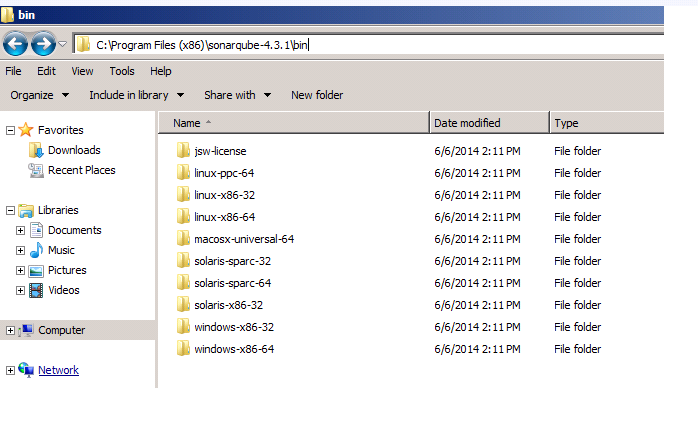 bin
C:\Program Files (x86)\sonarqube-4.3.1\bin
File Edit View Tools Help
Organize Include in library Share with New folder
Name Date modified Type
Favorites
Downloads
Recent Places
Libraries
Documents
Music
Pictures
Videos
Computer
Network
jsw-license 6/6/2014 2:11 PM File folder
linux-ppc-64 6/6/2014 2:11 PM File folder
linux-x86-32 6/6/2014 2:11 PM File folder
linux-x86-64 6/6/2014 2:11 PM File folder
macosx-universal-64 6/6/2014 2:11 PM File folder
solaris-sparc-32 6/6/2014 2:11 PM File folder
solaris-sparc-64 6/6/2014 2:11 PM File folder
solaris-x86-32 6/6/2014 2:11 PM File folder
windows-x86-32 6/6/2014 2:11 PM File folder
windows-x86-64 6/6/2014 2:11 PM File folder